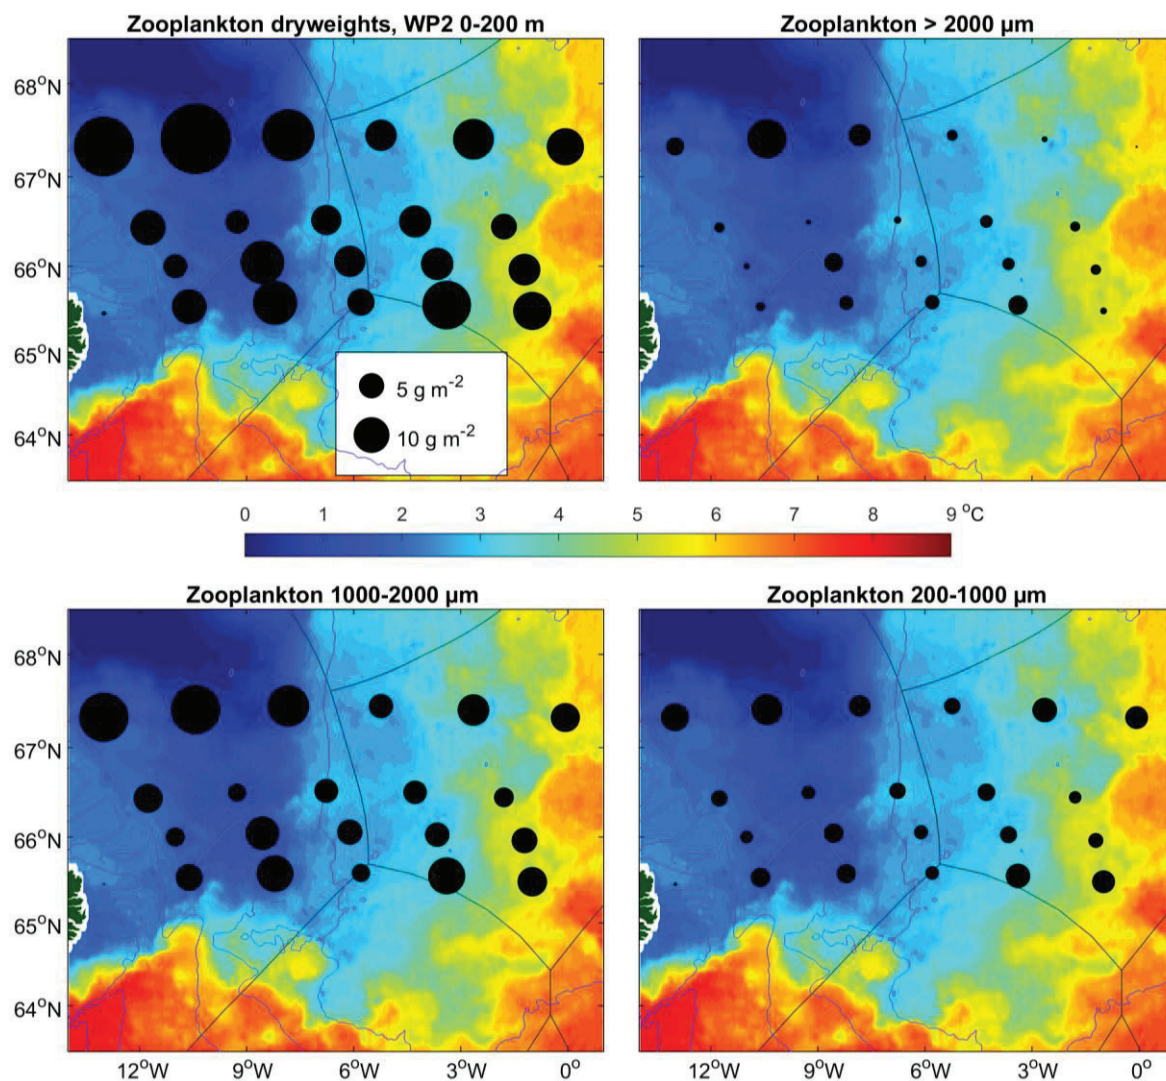 Zooplankton dryweights, WP2 0-200 m
Zooplankton > 2000 µm
68°N
67°N
66°N
65°N
64°N
5 g m⁻²
10 g m⁻²
0 1 2 3 4 5 6 7 8 9 °C
Zooplankton 1000-2000 µm
Zooplankton 200-1000 µm
68°N
67°N
66°N
65°N
64°N
12°W 9°W 6°W 3°W 0° 12°W 9°W 6°W 3°W 0°